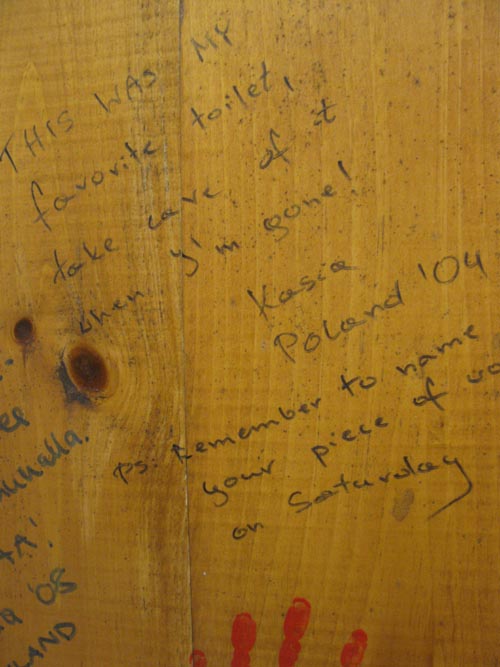 THIS WAS MY
favorite toilet,
take care of it
when y'm gone!
Kasia
Poland '04
Ps. Remember to name
your piece of
on Saturday
'08